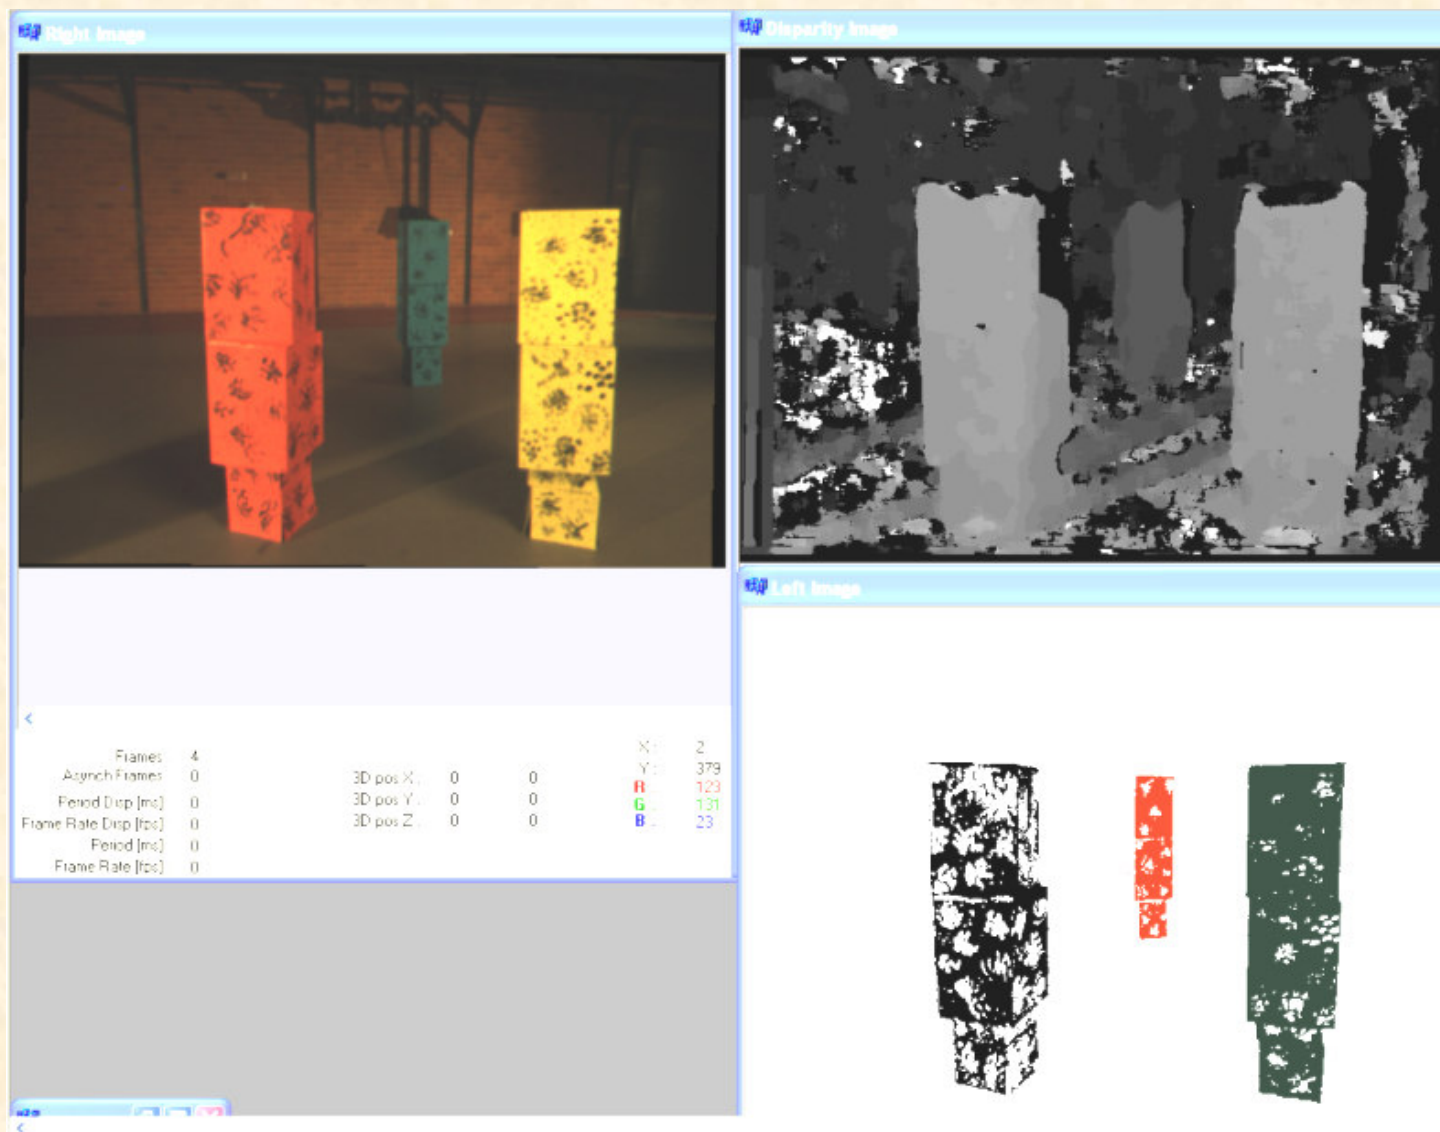 Right Image
Disparity Image
Left Image
Frames 4
Asynch Frames 0
Period Disp [ms] 0
Frame Rate Disp [fps] 0
Period [ms] 0
Frame Rate [fps] 0
3D pos X : 0 0
3D pos Y : 0 0
3D pos Z : 0 0
X : 2
Y : 379
R : 123
G : 131
B : 23